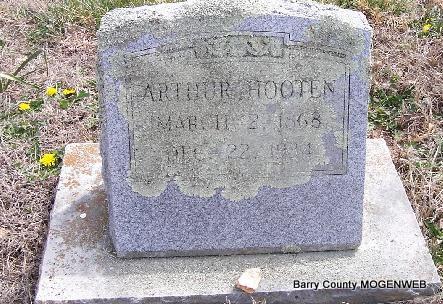 ARTHUR HOOTEN
MARCH 2, 1868
DEC. 22, 1934
Barry County MOGENWEB